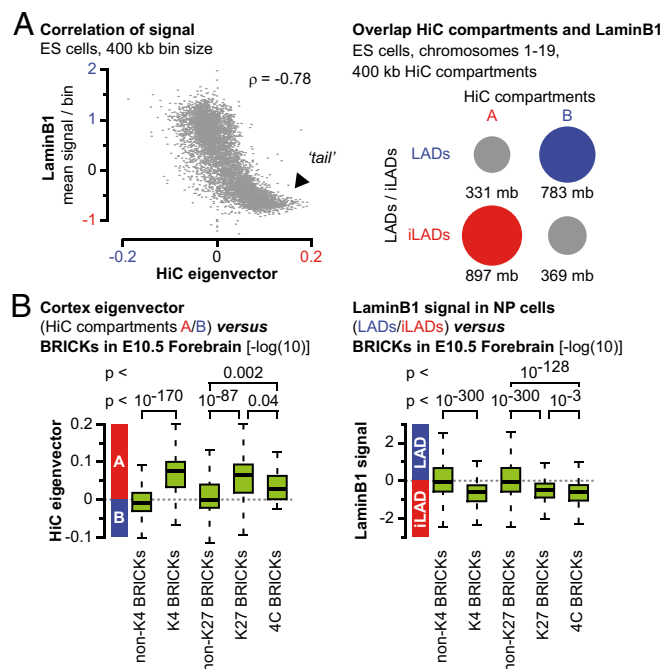 A
Correlation of signal
ES cells, 400 kb bin size
LaminB1
mean signal / bin
2
1
0
-1
ρ = -0.78
'tail'
-0.2
0
0.2
HiC eigenvector
Overlap HiC compartments and LaminB1
ES cells, chromosomes 1-19,
400 kb HiC compartments
HiC compartments
A
B
LADs / iLADs
LADs
331 mb
783 mb
iLADs
897 mb
369 mb
B
Cortex eigenvector
(HiC compartments A/B) versus
BRICKs in E10.5 Forebrain [-log(10)]
p <
0.002
p <
10-170
10-87
0.04
HiC eigenvector
0.2
0.1
0
-0.1
A
B
non-K4 BRICKs
K4 BRICKs
non-K27 BRICKs
K27 BRICKs
4C BRICKs
LaminB1 signal in NP cells
(LADs/iLADs) versus
BRICKs in E10.5 Forebrain [-log(10)]
p <
10-128
p <
10-300
10-300
10-3
LaminB1 signal
2
0
-2
LAD
iLAD
non-K4 BRICKs
K4 BRICKs
non-K27 BRICKs
K27 BRICKs
4C BRICKs